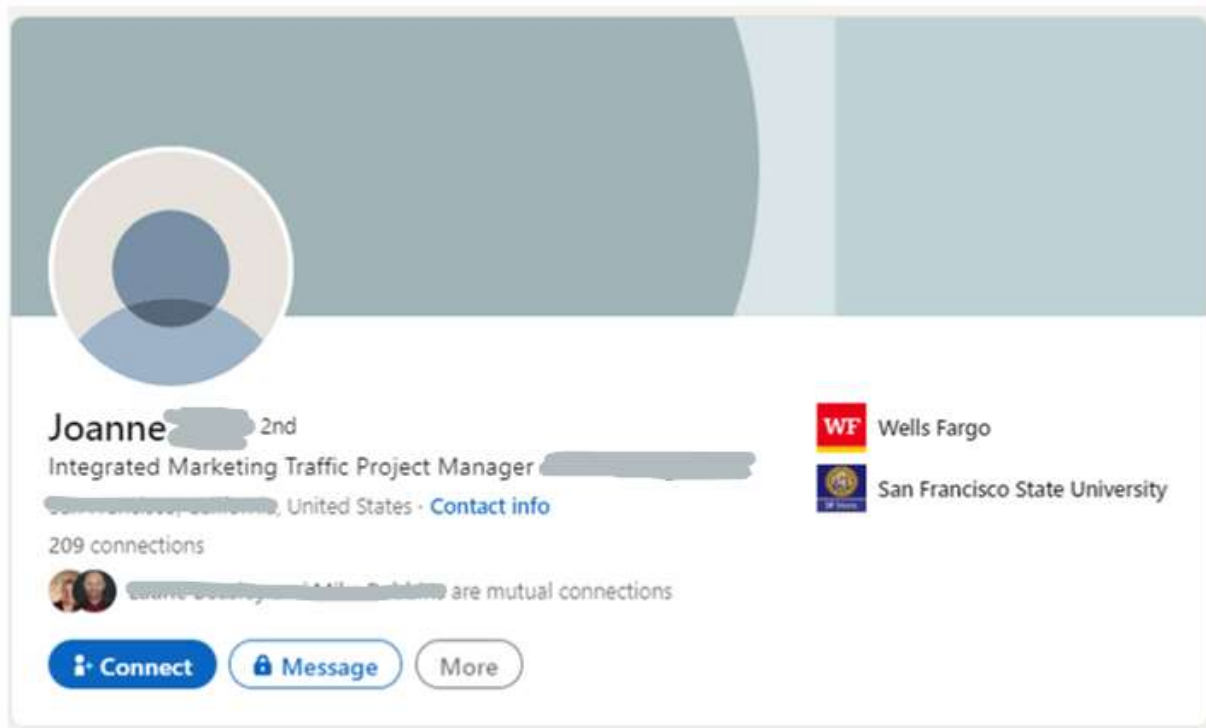 Joanne 2nd
Integrated Marketing Traffic Project Manager
, United States · Contact info
209 connections
are mutual connections
Connect
Message
More
WF Wells Fargo
San Francisco State University